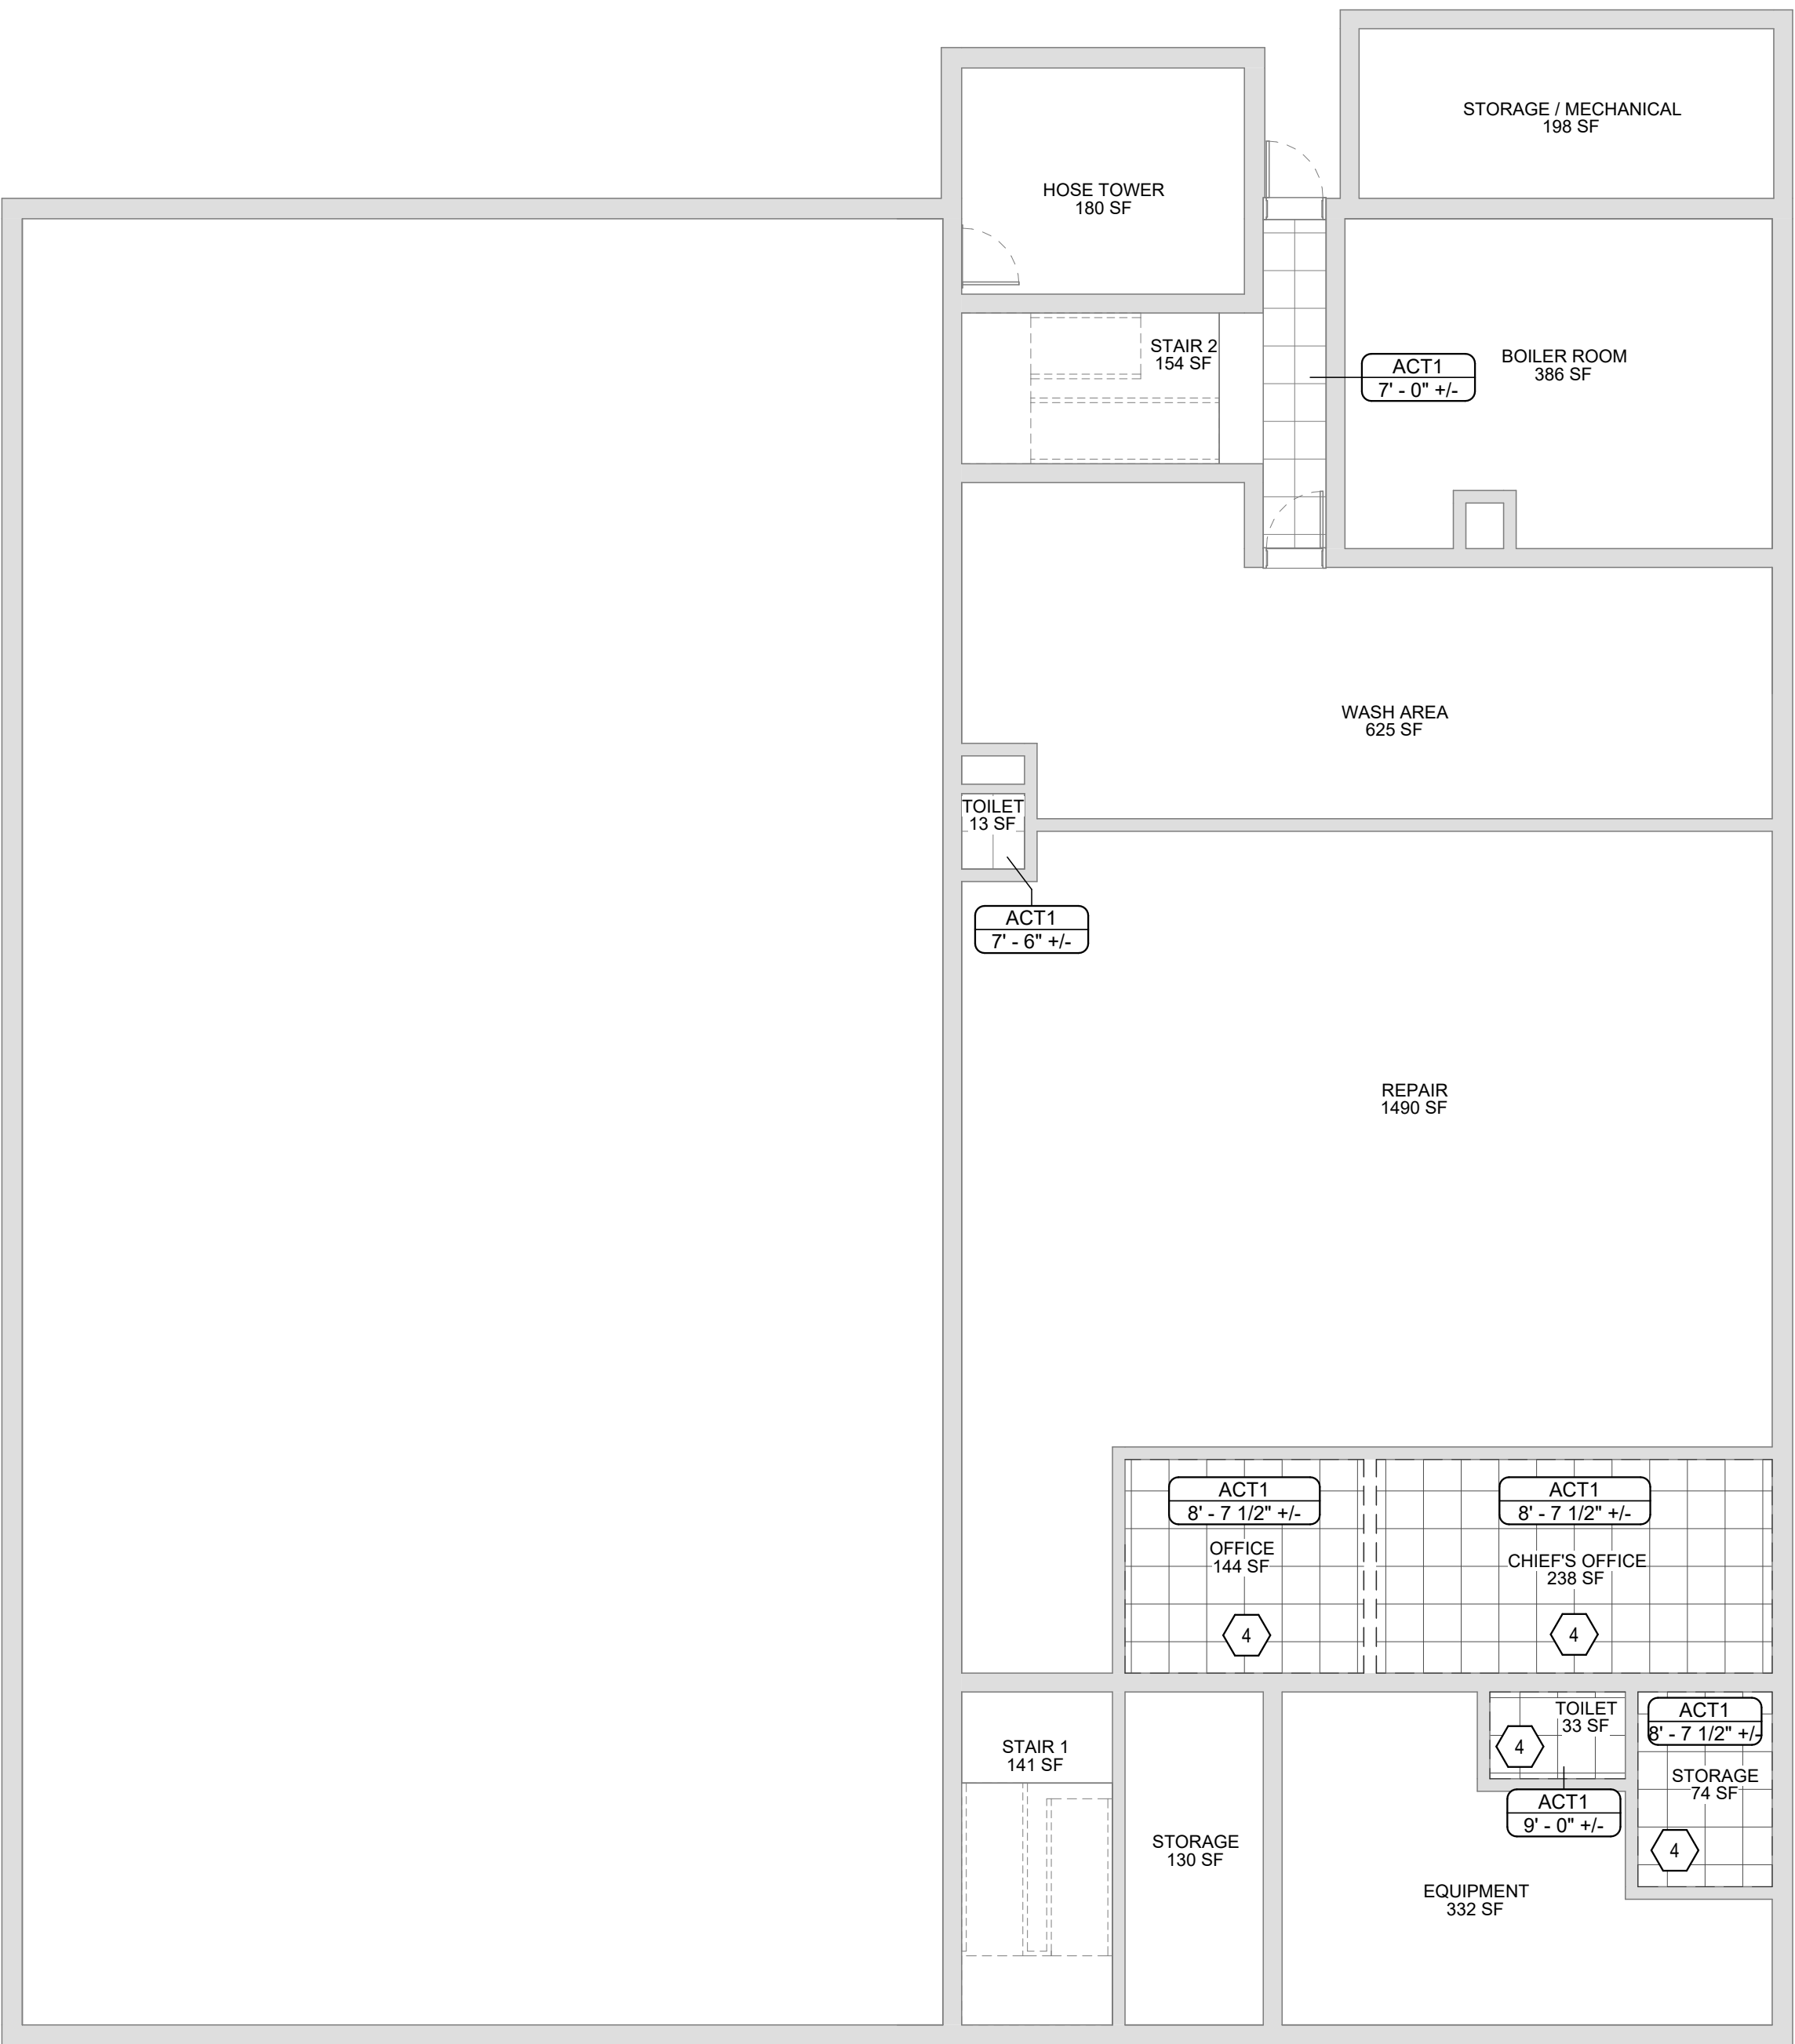 STORAGE / MECHANICAL
198 SF
HOSE TOWER
180 SF
STAIR 2
154 SF
ACT1
7' - 0" +/-
BOILER ROOM
386 SF
WASH AREA
625 SF
TOILET
13 SF
ACT1
7' - 6" +/-
REPAIR
1490 SF
ACT1
8' - 7 1/2" +/-
OFFICE
144 SF
4
ACT1
8' - 7 1/2" +/-
CHIEF'S OFFICE
238 SF
4
STAIR 1
141 SF
STORAGE
130 SF
TOILET
33 SF
4
ACT1
9' - 0" +/-
ACT1
8' - 7 1/2" +/-
STORAGE
74 SF
4
EQUIPMENT
332 SF